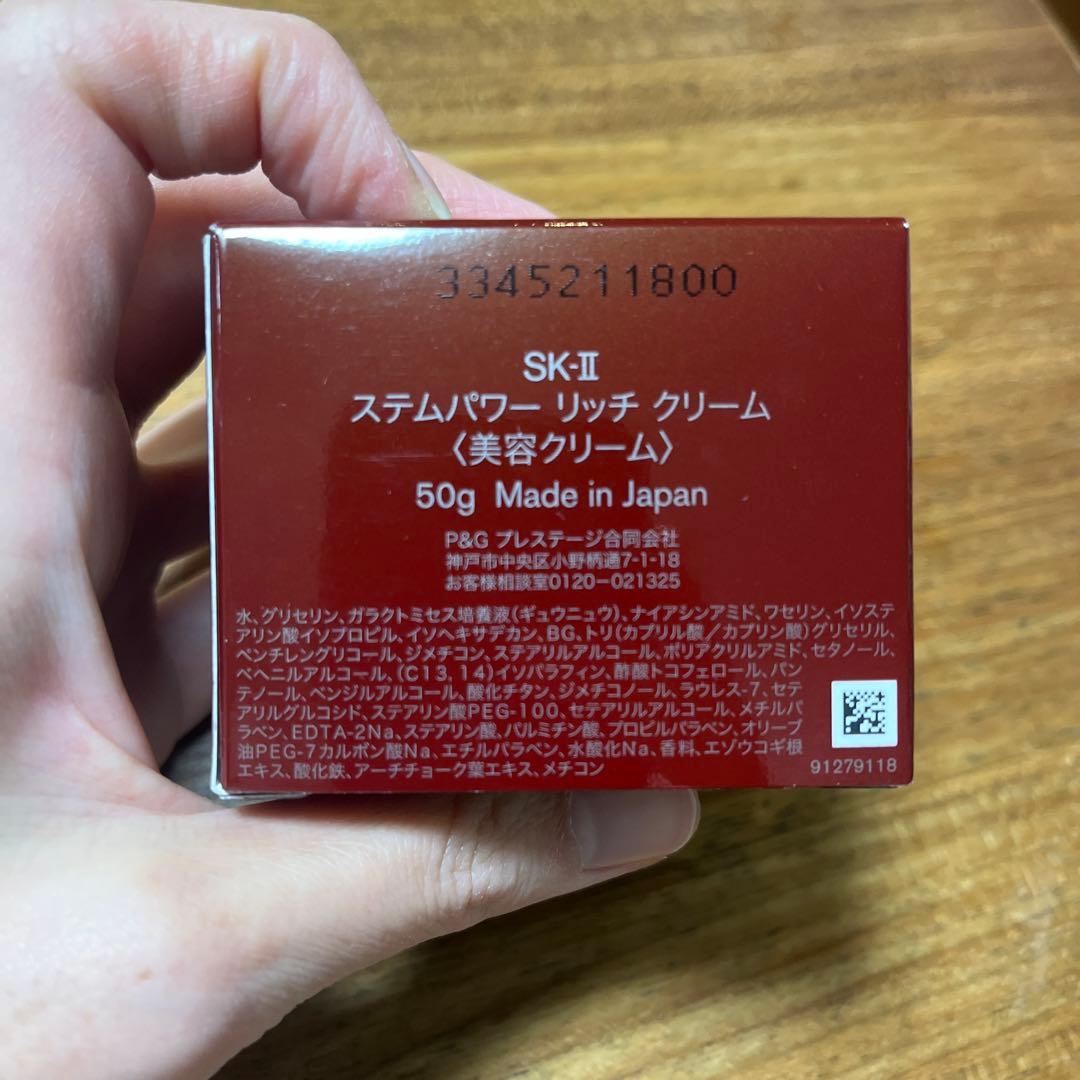 3345211800
SK-II
ステムパワー リッチ クリーム
〈美容クリーム〉
50g Made in Japan
P&G プレステージ合同会社
神戸市中央区小野柄通7-1-18
お客様相談室0120-021325
水、グリセリン、ガラクトミセス培養液(ギュウニュウ)、ナイアシンアミド、ワセリン、イソステ
アリン酸イソプロピル、イソヘキサデカン、BG、トリ(カプリル酸/カプリン酸)グリセリル、
ペンチレングリコール、ジメチコン、ステアリルアルコール、ポリアクリルアミド、セタノール、
ベヘニルアルコール、(C13,14)イソパラフィン、酢酸トコフェロール、パン
テノール、ベンジルアルコール、酸化チタン、ジメチコノール、ラウレス-7、セテ
アリルグルコシド、ステアリン酸PEG-100、セテアリルアルコール、メチルパ
ラベン、EDTA-2Na、ステアリン酸、パルミチン酸、プロピルパラベン、オリーブ
油PEG-7カルボン酸Na、エチルパラベン、水酸化Na、香料、エゾウコギ根
エキス、酸化鉄、アーチチョーク葉エキス、メチコン
91279118